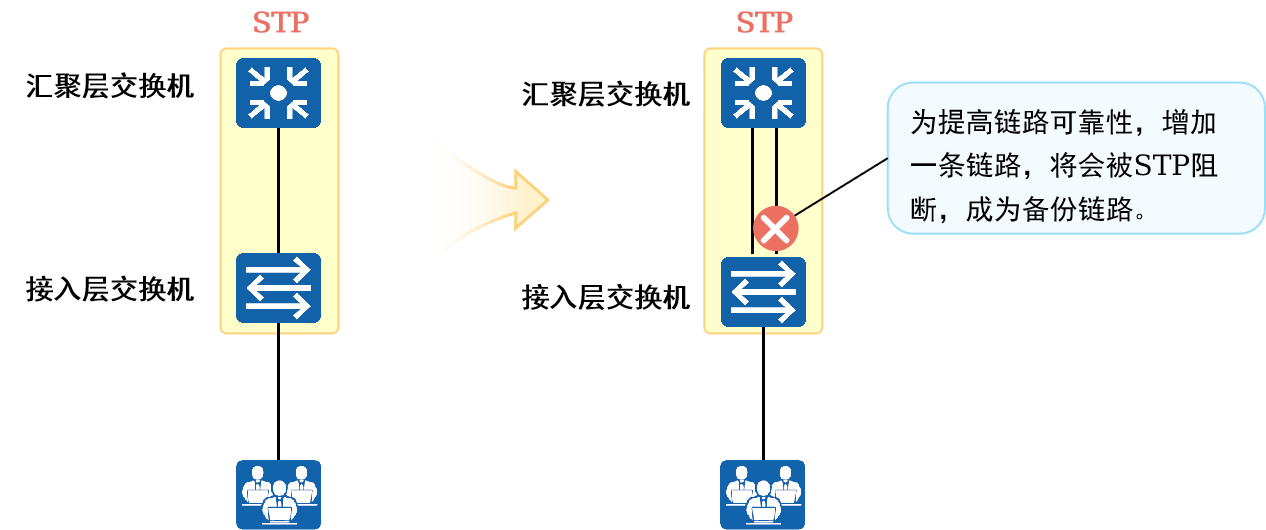 STP
汇聚层交换机
接入层交换机
STP
汇聚层交换机
接入层交换机
为提高链路可靠性，增加
一条链路，将会被STP阻
断，成为备份链路。